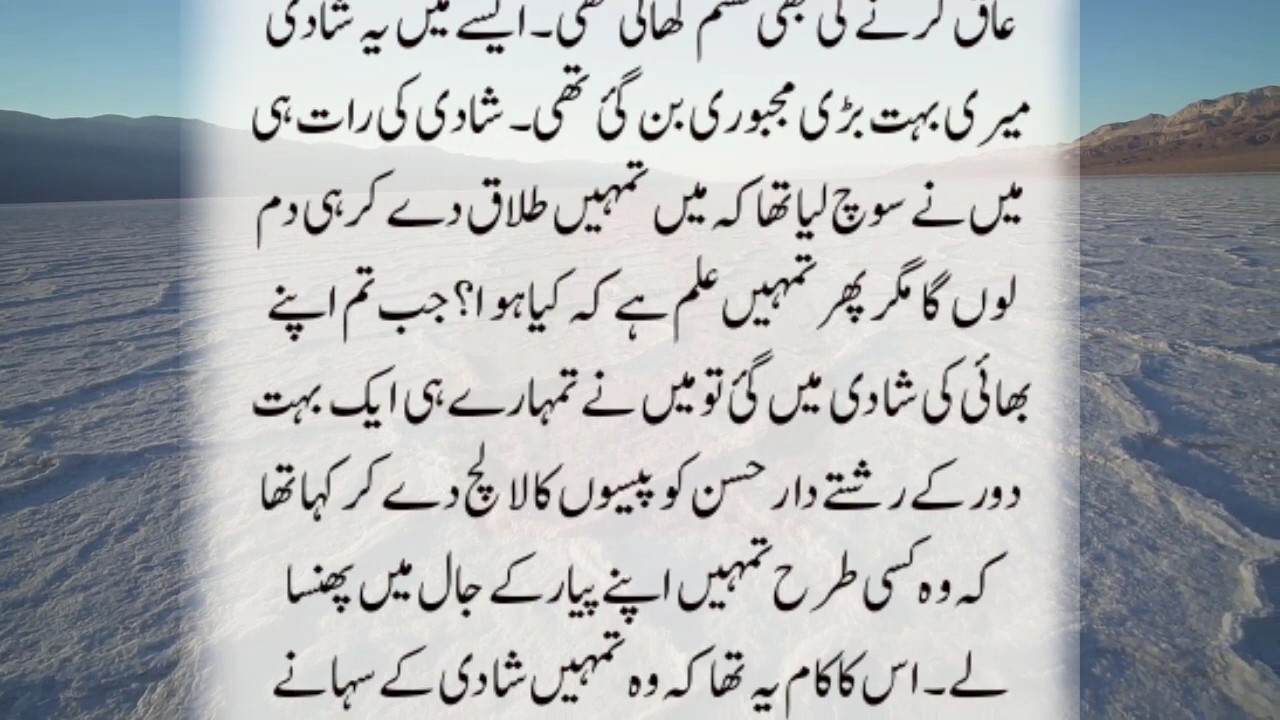 عاق کرنے کی بھی قسم کھائی تھی۔ ایسے میں یہ شادی
میری بہت بڑی مجبوری بن گئی تھی۔ شادی کی رات ہی
میں نے سوچ لیا تھا کہ میں تمہیں طلاق دے کر ہی دم
لوں گا مگر پھر تمہیں علم ہے کہ کیا ہوا؟ جب تم اپنے
بھائی کی شادی میں گئی تو میں نے تمہارے ہی ایک بہت
دور کے رشتے دار حسن کو پیسوں کا لالچ دے کر کہا تھا
کہ وہ کسی طرح تمہیں اپنے پیار کے جال میں پھنسا
لے۔ اس کا کام یہ تھا کہ وہ تمہیں شادی کے سہانے